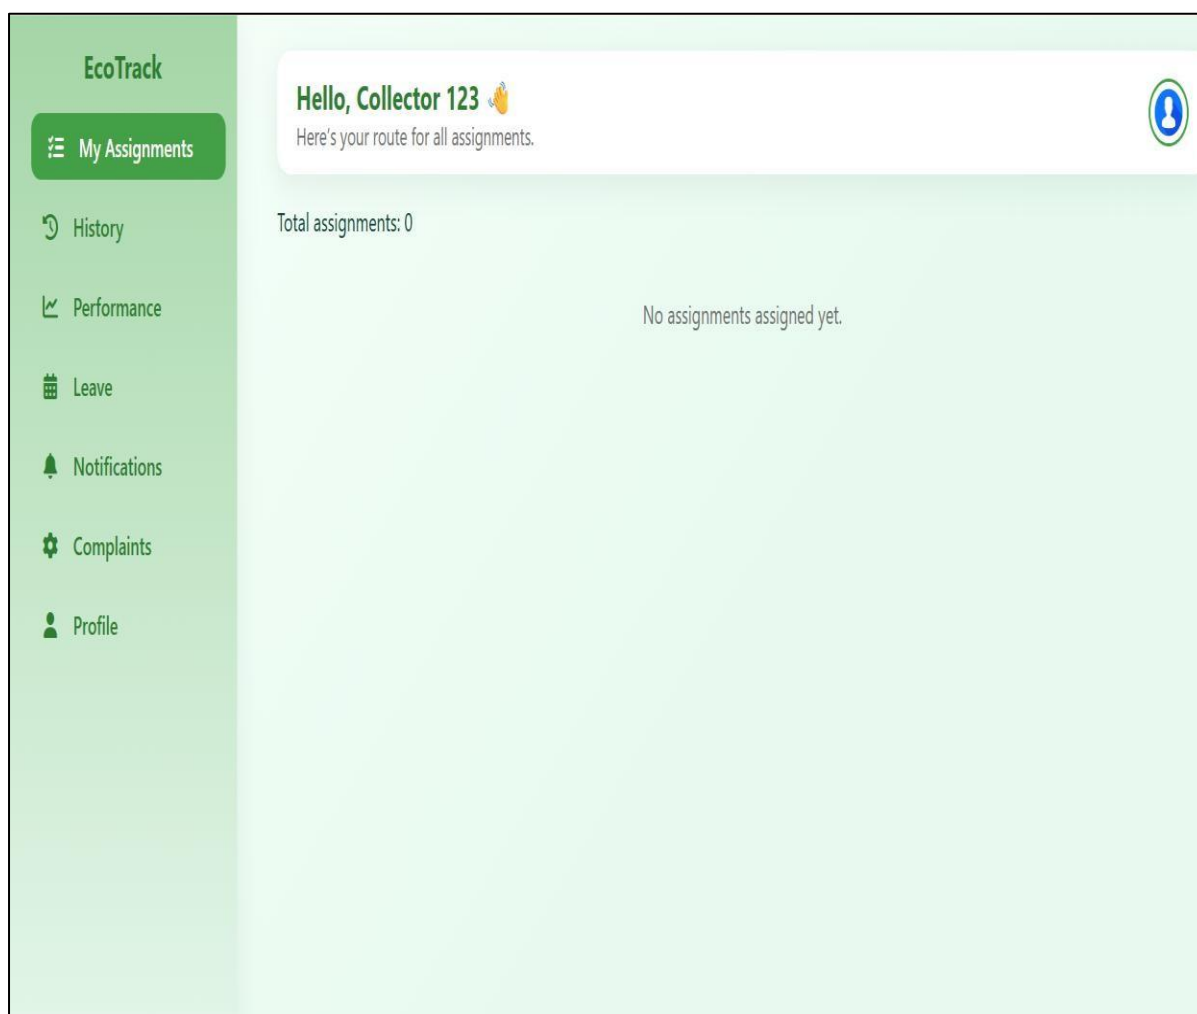 EcoTrack
My Assignments
History
Performance
Leave
Notifications
Complaints
Profile
Hello, Collector 123 👋
Here's your route for all assignments.
Total assignments: 0
No assignments assigned yet.